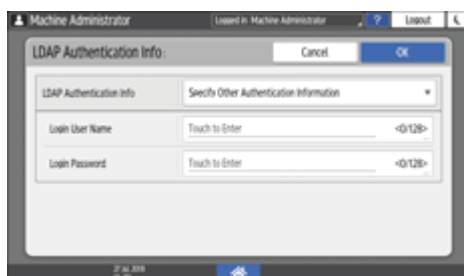 Machine Administrator
Logged in Machine Administrator
?
Logout
LDAP Authentication Info:
Cancel
OK
LDAP Authentication Info
Specify Other Authentication Information
Login User Name
Touch to Enter
<0/128>
Login Password
Touch to Enter
<0/128>